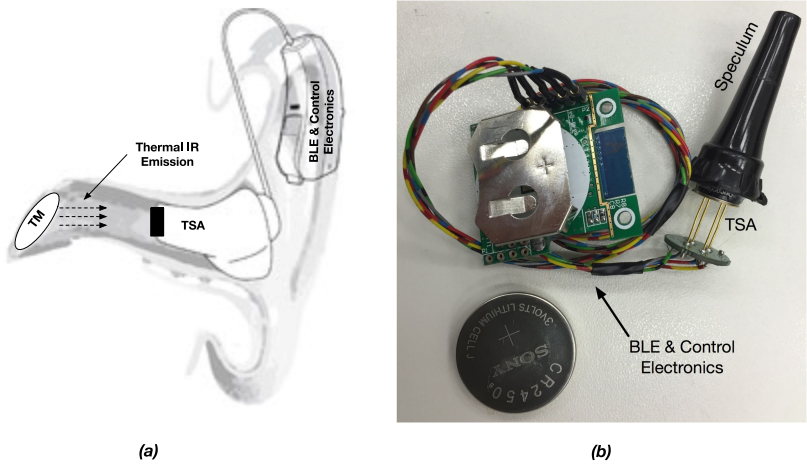 BLE & Control
Electronics
Thermal IR
Emission
TM
TSA
(a)
Speculum
TSA
BLE & Control
Electronics
3VOLTS LITHIUM CELL J
SONY
CR2450
(b)